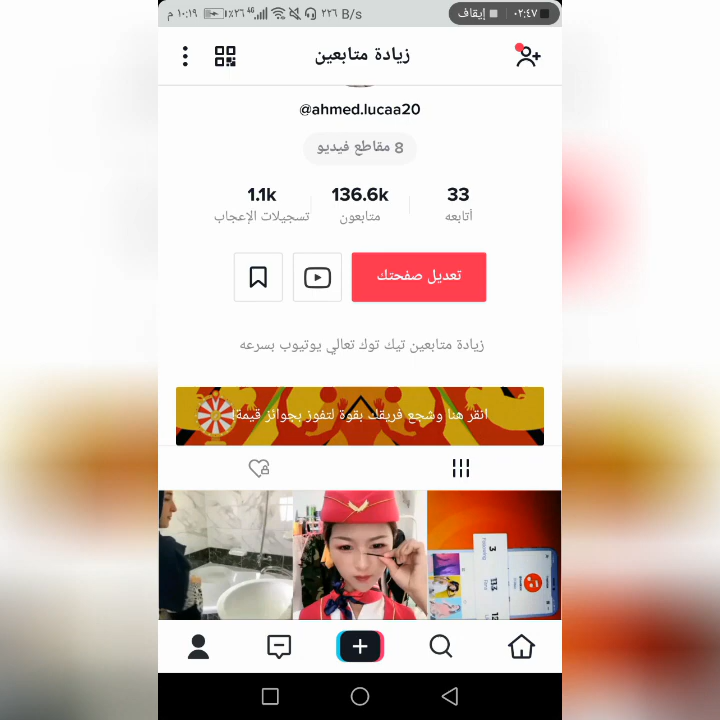 ١٠:١٩ م ٢٦٪ 4G ٢٢٦ B/s إيقاف ٠٢:٤٧
زيادة متابعين
@ahmed.lucaa20
8 مقاطع فيديو
33 136.6k 1.1k
أتابعه متابعون تسجيلات الإعجاب
تعديل صفحتك
زيادة متابعين تيك توك تعالي يوتيوب بسرعه
انقر هنا وشجع فريقك بقوة لتفوز بجوائز قيمة!